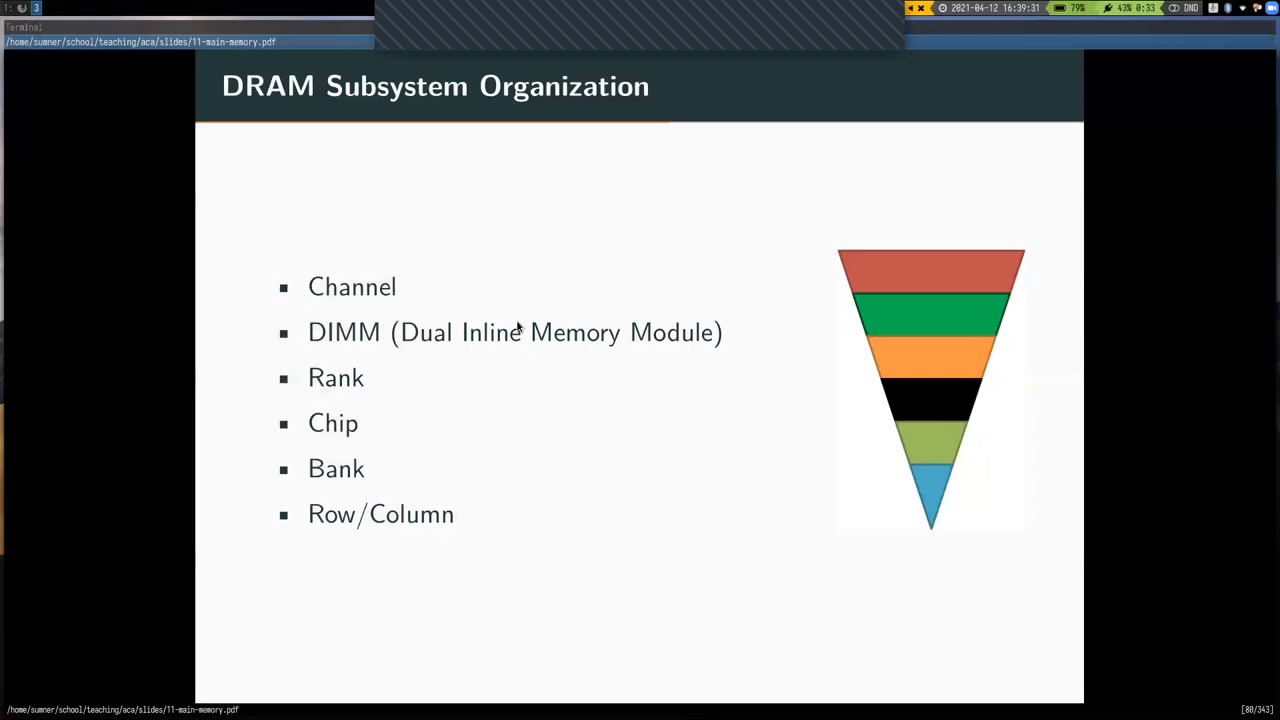 1: 3 2021-04-12 16:39:31 79% 43% 0:33 DND
Terminal
/home/sumner/school/teaching/aca/slides/11-main-memory.pdf
DRAM Subsystem Organization
▪ Channel
▪ DIMM (Dual Inline Memory Module)
▪ Rank
▪ Chip
▪ Bank
▪ Row/Column
/home/sumner/school/teaching/aca/slides/11-main-memory.pdf [80/343]